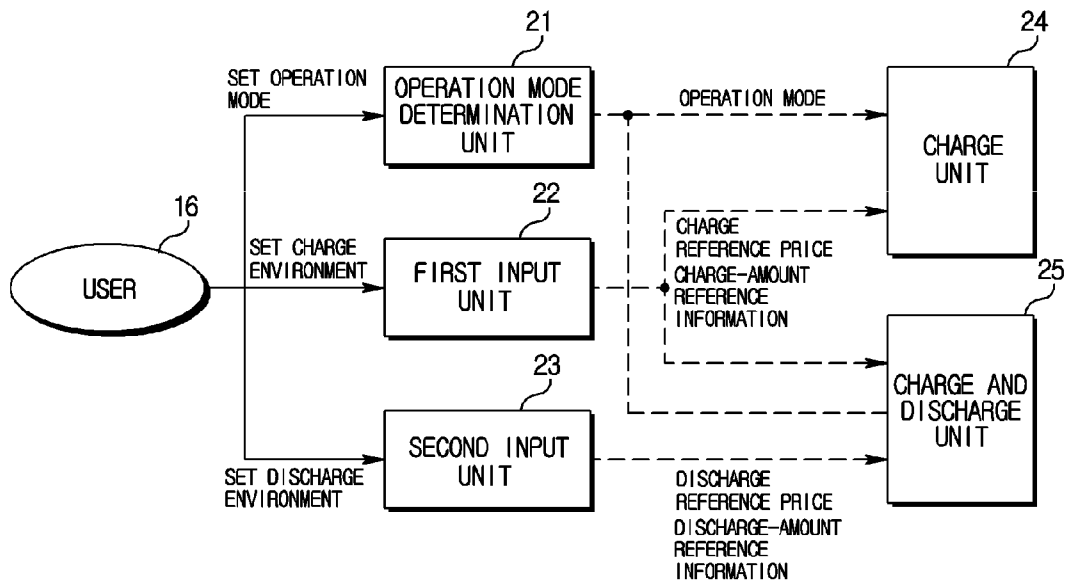 21
24
SET OPERATION
MODE
OPERATION MODE
DETERMINATION
UNIT
OPERATION MODE
CHARGE
UNIT
16
22
USER
SET CHARGE
ENVIRONMENT
FIRST INPUT
UNIT
CHARGE
REFERENCE PRICE
CHARGE-AMOUNT
REFERENCE
INFORMATION
25
23
CHARGE AND
DISCHARGE
UNIT
SET DISCHARGE
ENVIRONMENT
SECOND INPUT
UNIT
DISCHARGE
REFERENCE PRICE
DISCHARGE-AMOUNT
REFERENCE
INFORMATION